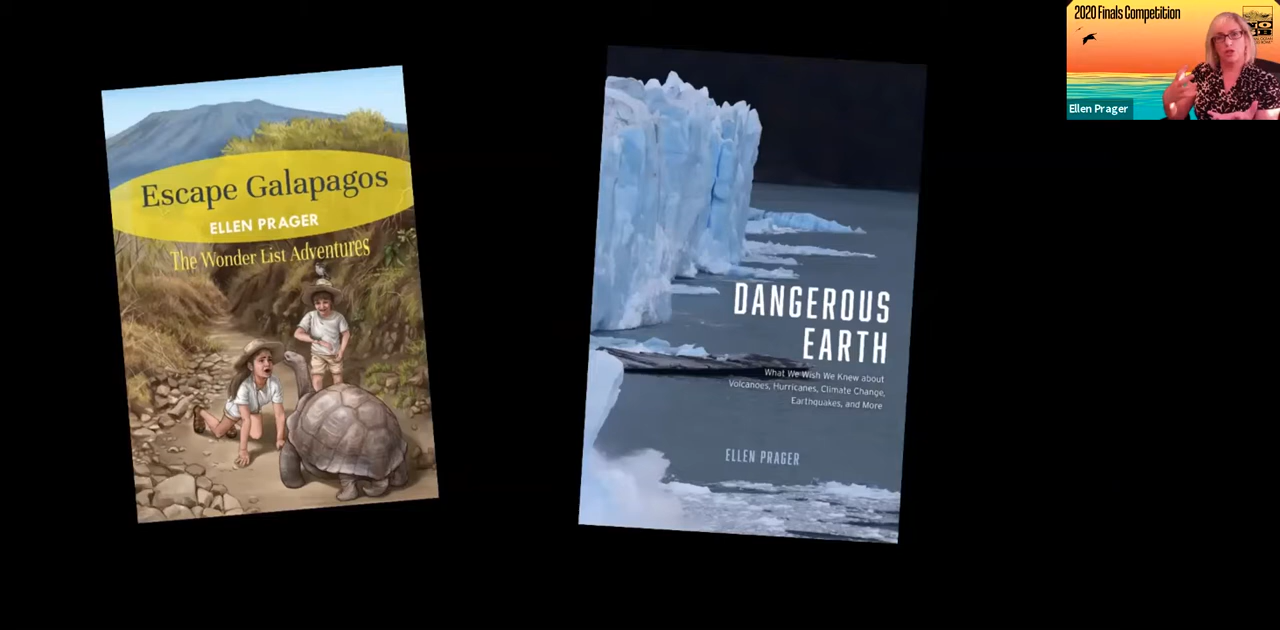 Escape Galapagos
ELLEN PRAGER
The Wonder List Adventures
DANGEROUS
EARTH
What We Wish We Knew about
Volcanoes, Hurricanes, Climate Change,
Earthquakes, and More
ELLEN PRAGER
2020 Finals Competition
Ellen Prager